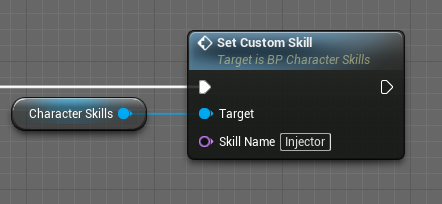 Set Custom Skill
Target is BP Character Skills
Character Skills
Target
Skill Name Injector